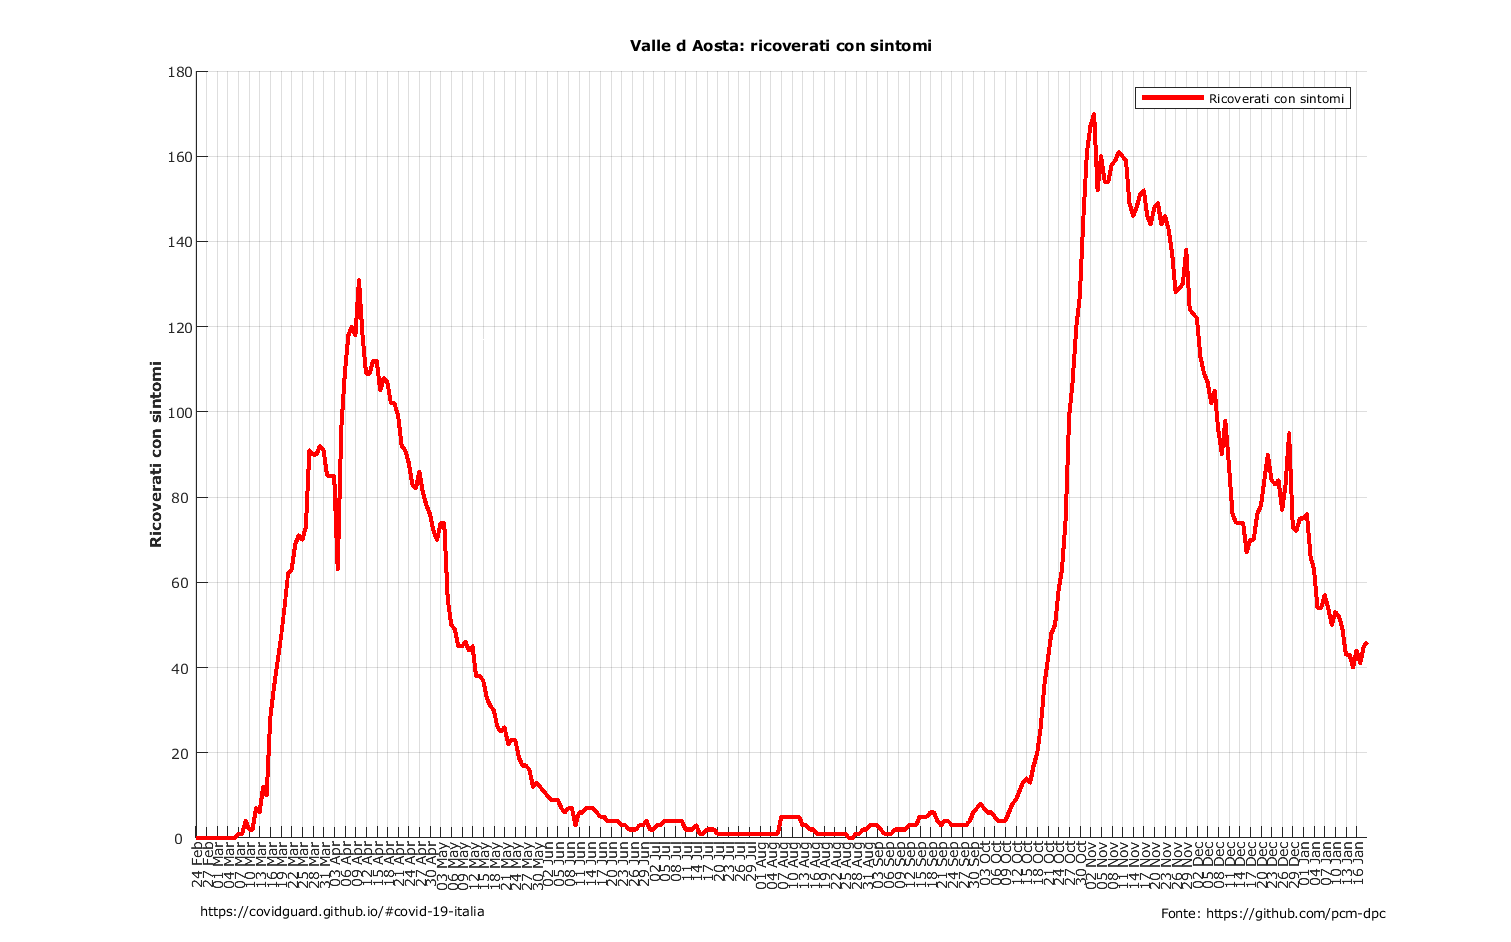 Valle d Aosta: ricoverati con sintomi
Ricoverati con sintomi
180
160
140
120
100
80
60
40
20
0
Ricoverati con sintomi
24 Feb
27 Feb
01 Mar
04 Mar
07 Mar
10 Mar
13 Mar
16 Mar
19 Mar
22 Mar
25 Mar
28 Mar
31 Mar
03 Apr
06 Apr
09 Apr
12 Apr
15 Apr
18 Apr
21 Apr
24 Apr
27 Apr
30 Apr
03 May
06 May
09 May
12 May
15 May
18 May
21 May
24 May
27 May
30 May
02 Jun
05 Jun
08 Jun
11 Jun
14 Jun
17 Jun
20 Jun
23 Jun
26 Jun
29 Jun
02 Jul
05 Jul
08 Jul
11 Jul
14 Jul
17 Jul
20 Jul
23 Jul
26 Jul
29 Jul
01 Aug
04 Aug
07 Aug
10 Aug
13 Aug
16 Aug
19 Aug
22 Aug
25 Aug
28 Aug
31 Aug
03 Sep
06 Sep
09 Sep
12 Sep
15 Sep
18 Sep
21 Sep
24 Sep
27 Sep
30 Sep
03 Oct
06 Oct
09 Oct
12 Oct
15 Oct
18 Oct
21 Oct
24 Oct
27 Oct
30 Oct
02 Nov
05 Nov
08 Nov
11 Nov
14 Nov
17 Nov
20 Nov
23 Nov
26 Nov
29 Nov
02 Dec
05 Dec
08 Dec
11 Dec
14 Dec
17 Dec
20 Dec
23 Dec
26 Dec
29 Dec
01 Jan
04 Jan
07 Jan
10 Jan
13 Jan
16 Jan
https://covidguard.github.io/#covid-19-italia
Fonte: https://github.com/pcm-dpc